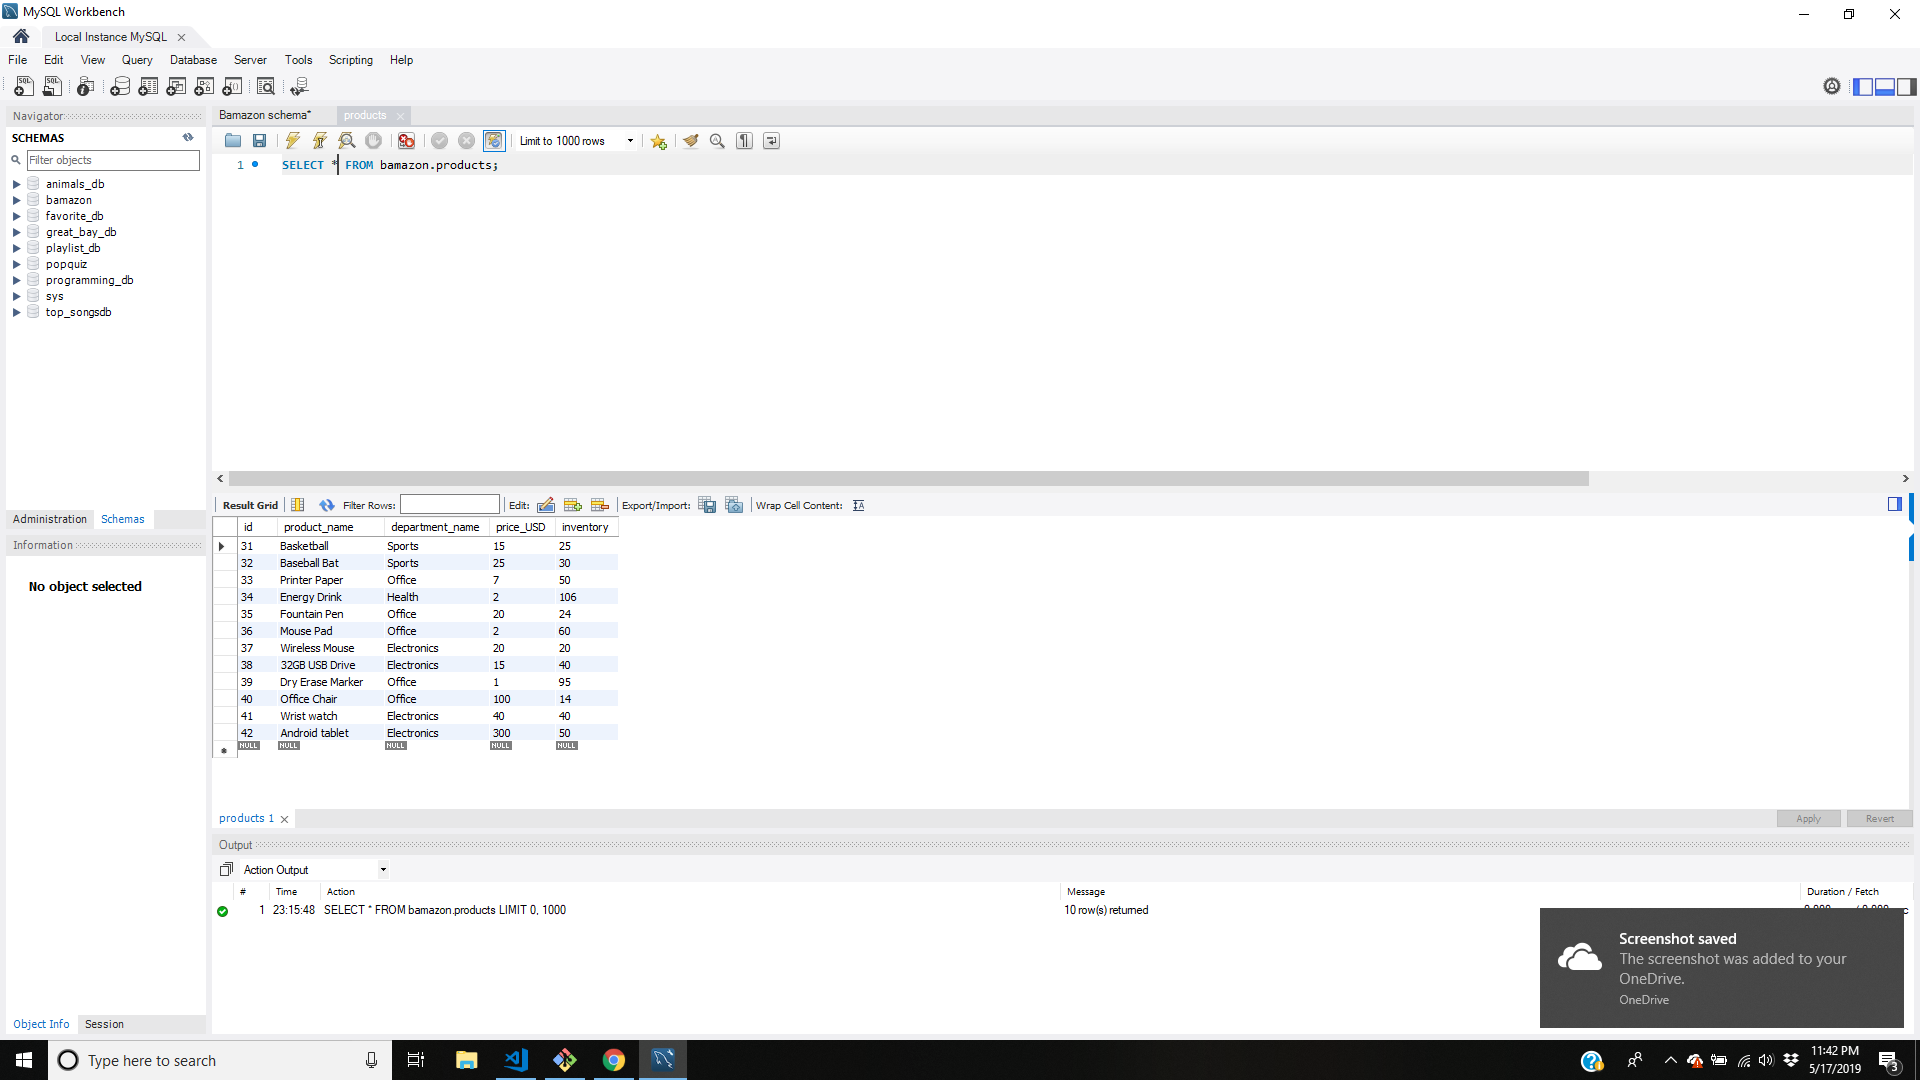 MySQL Workbench
Local Instance MySQL
File Edit View Query Database Server Tools Scripting Help
Navigator
SCHEMAS
Filter objects
animals_db
bamazon
favorite_db
great_bay_db
playlist_db
popquiz
programming_db
sys
top_songsdb
Administration Schemas
Information
No object selected
Object Info Session
Bamazon schema* products
Limit to 1000 rows
1 SELECT * FROM bamazon.products;
Result Grid Filter Rows: Edit: Export/Import: Wrap Cell Content:
id product_name department_name price_USD inventory
31 Basketball Sports 15 25
32 Baseball Bat Sports 25 30
33 Printer Paper Office 7 50
34 Energy Drink Health 2 106
35 Fountain Pen Office 20 24
36 Mouse Pad Office 2 60
37 Wireless Mouse Electronics 20 20
38 32GB USB Drive Electronics 15 40
39 Dry Erase Marker Office 1 95
40 Office Chair Office 100 14
41 Wrist watch Electronics 40 40
42 Android tablet Electronics 300 50
NULL NULL NULL NULL NULL
products 1
Apply Revert
Output
Action Output
# Time Action Message Duration / Fetch
1 23:15:48 SELECT * FROM bamazon.products LIMIT 0, 1000 10 row(s) returned
Screenshot saved
The screenshot was added to your
OneDrive.
OneDrive
Type here to search
11:42 PM
5/17/2019
3